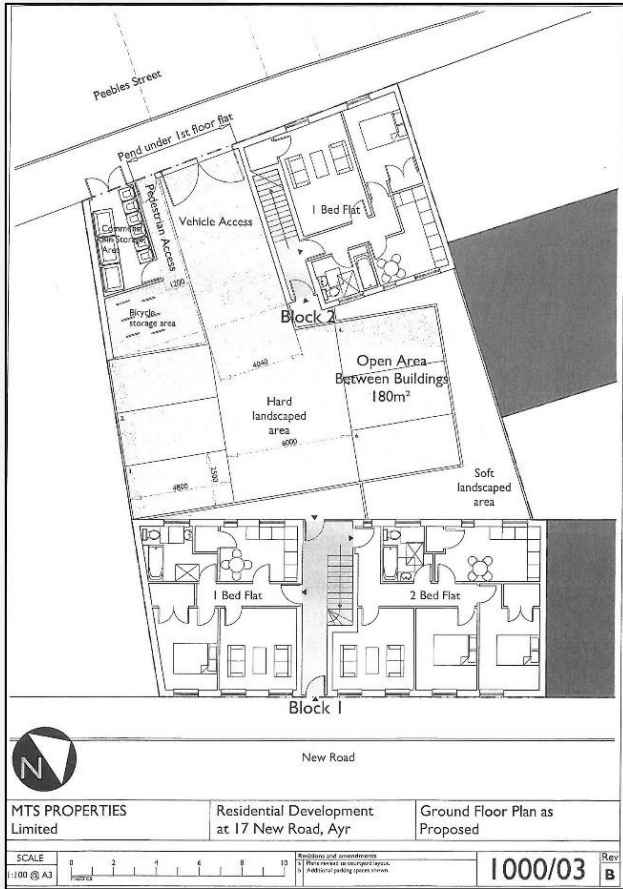 Peebles Street
Pend under 1st floor flat
Pedestrian Access
Vehicle Access
1 Bed Flat
Storage
Area
1200
Bicycle
storage area
Block 2
4040
Open Area
Between Buildings
180m²
Hard
landscaped
area
6000
2.
1.
4.
6.
4800
2500
Soft
landscaped
area
1 Bed Flat
2 Bed Flat
Block 1
N
New Road
MTS PROPERTIES
Limited
Residential Development
at 17 New Road, Ayr
Ground Floor Plan as
Proposed
SCALE
1:100 @ A3
0 2 4 6 8 10
metres
Revisions and amendments
a Plans revised to courtyard layout.
b Additional parking spaces shown.
1000/03
Rev
B